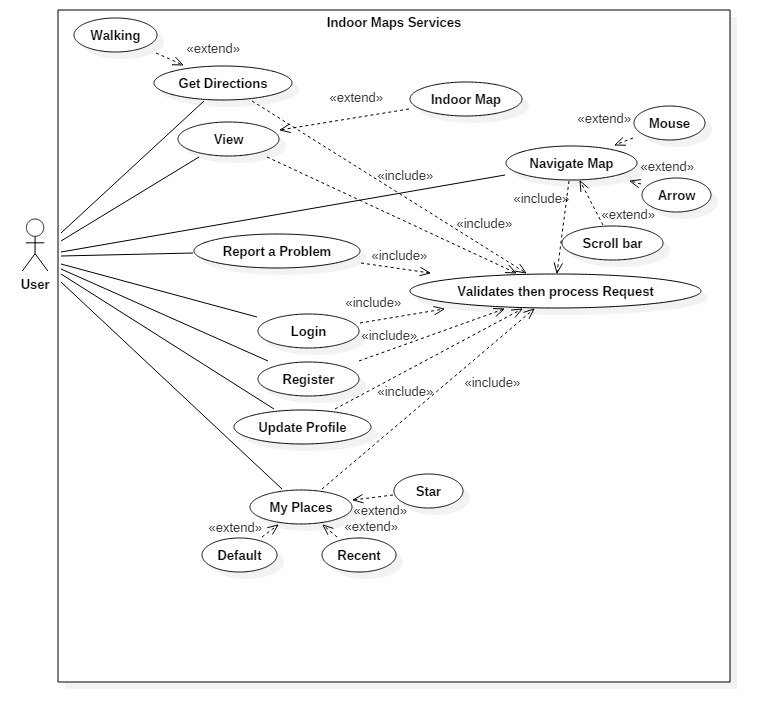 Indoor Maps Services
Walking
«extend»
Get Directions
«extend»
Indoor Map
View
«extend»
Mouse
Navigate Map
«extend»
«include»
Arrow
«include»
«extend»
«include»
Scroll bar
Report a Problem
«include»
User
Validates then process Request
«include»
Login
«include»
Register
«include»
«include»
Update Profile
Star
My Places
«extend»
«extend»
«extend»
Default
Recent